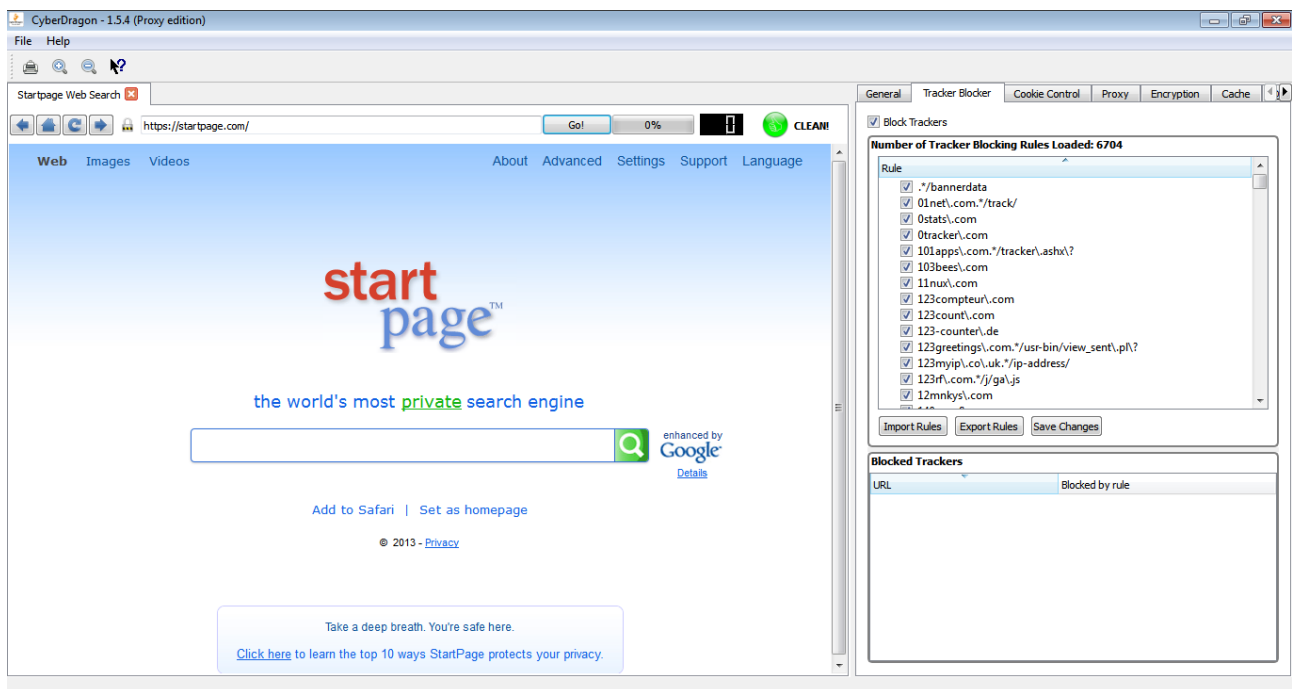 CyberDragon - 1.5.4 (Proxy edition)
File Help
Startpage Web Search
General Tracker Blocker Cookie Control Proxy Encryption Cache
https://startpage.com/ Go! 0% 0 CLEAN!
Web Images Videos About Advanced Settings Support Language
start
page™
the world's most private search engine
enhanced by
Google™
Details
Add to Safari | Set as homepage
© 2013 - Privacy
Take a deep breath. You're safe here.
Click here to learn the top 10 ways StartPage protects your privacy.
Block Trackers
Number of Tracker Blocking Rules Loaded: 6704
Rule
.*/bannerdata
01net\.com.*/track/
0stats\.com
0tracker\.com
101apps\.com.*/tracker\.ashx\?
103bees\.com
11nux\.com
123compteur\.com
123count\.com
123-counter\.de
123greetings\.com.*/usr-bin/view_sent\.pl\?
123myip\.co\.uk.*/ip-address/
123rf\.com.*/j/ga\.js
12mnkys\.com
Import Rules Export Rules Save Changes
Blocked Trackers
URL Blocked by rule